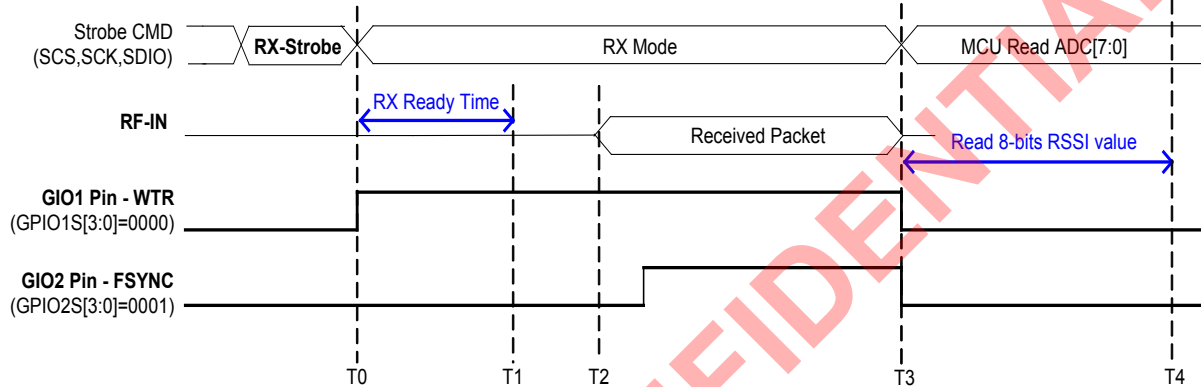 Strobe CMD
(SCS,SCK,SDIO)
RX-Strobe
RX Mode
MCU Read ADC[7:0]
RX Ready Time
RF-IN
Received Packet
Read 8-bits RSSI value
GIO1 Pin - WTR
(GPIO1S[3:0]=0000)
GIO2 Pin - FSYNC
(GPIO2S[3:0]=0001)
T0
T1
T2
T3
T4
FIDENTIA